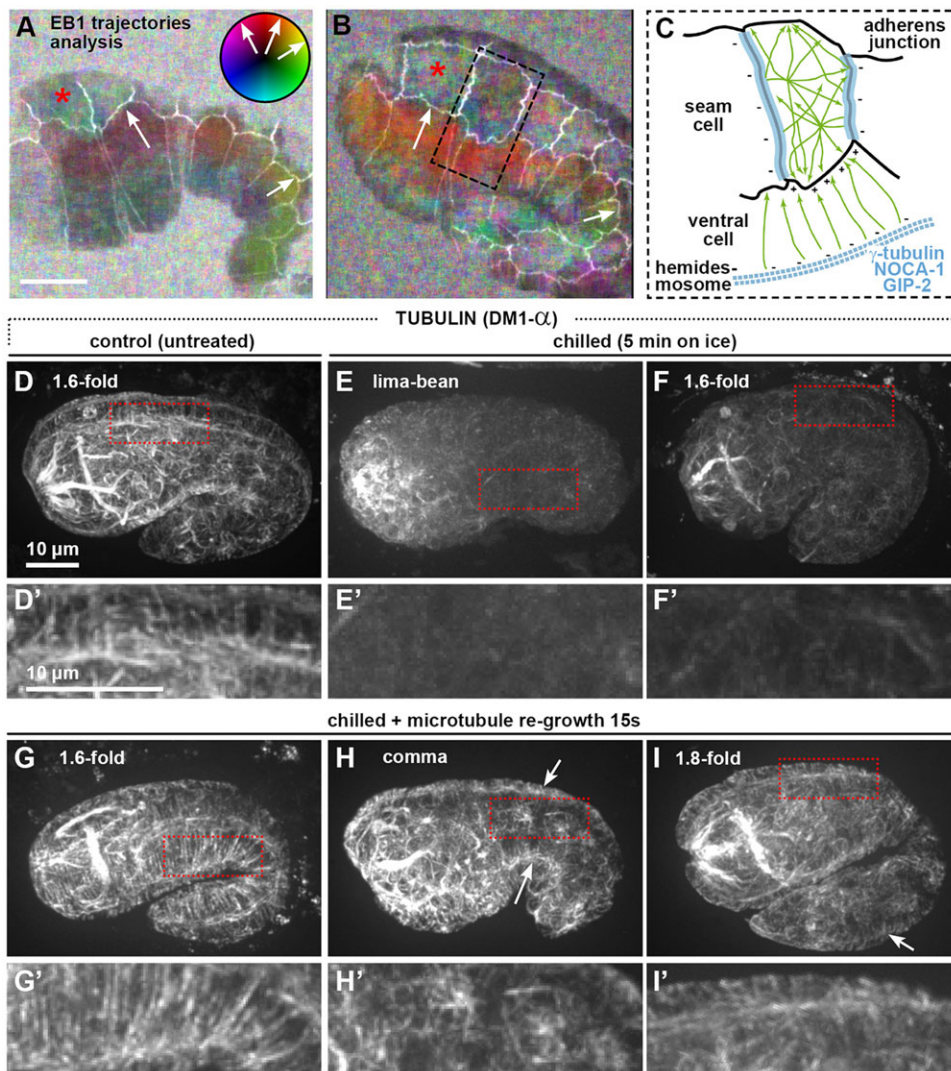 A EB1 trajectories
analysis
*
B
*
C
adherens
junction
seam
cell
ventral
cell
hemides-
mosome
γ-tubulin
NOCA-1
GIP-2
- - - - - - - - -
+ + + + +
- - - - - -
TUBULIN (DM1-α)
control (untreated)
chilled (5 min on ice)
D 1.6-fold
10 µm
E lima-bean
F 1.6-fold
D’
10 µm
E’
F’
chilled + microtubule re-growth 15s
G 1.6-fold
H comma
I 1.8-fold
G’
H’
I’